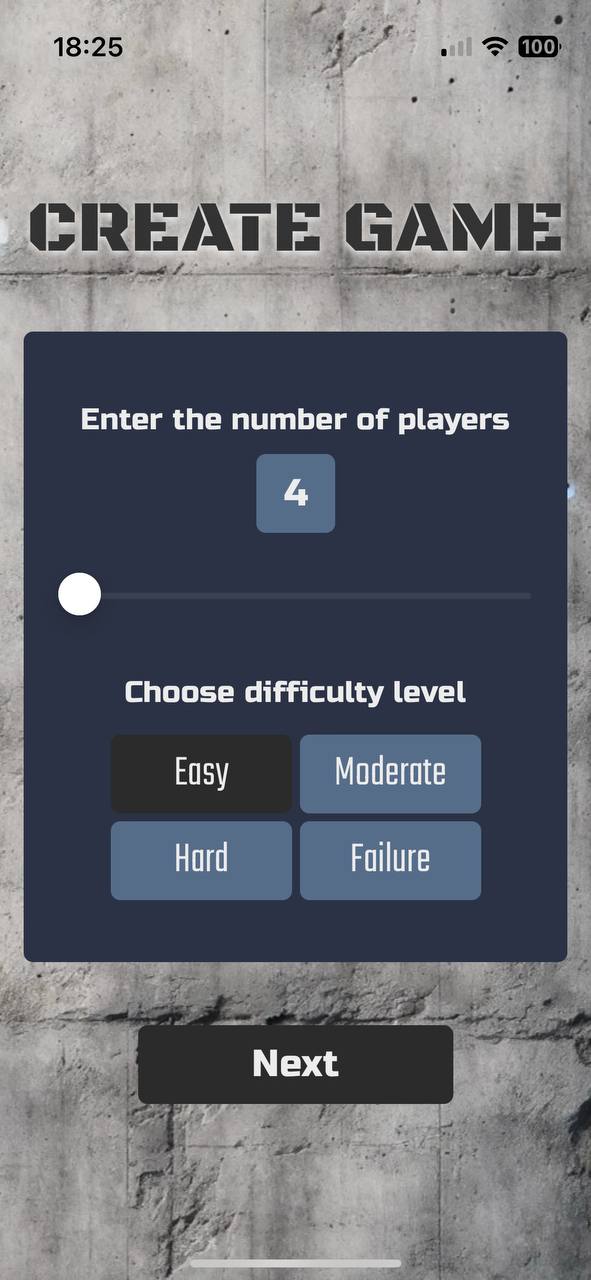 18:25
100
CREATE GAME
Enter the number of players
4
Choose difficulty level
Easy Moderate
Hard Failure
Next